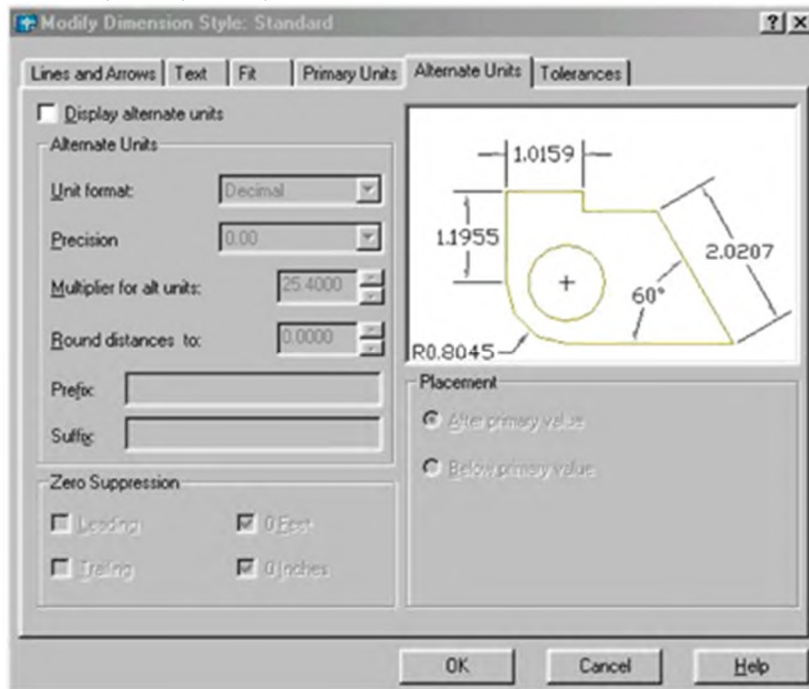 Modify Dimension Style: Standard
Lines and Arrows Text Fit Primary Units Alternate Units Tolerances
Display alternate units
Alternate Units
Unit format: Decimal
Precision 0.00
Multiplier for alt units: 25.4000
Round distances to: 0.0000
Prefix:
Suffix:
Zero Suppression
Leading 0 Feet
Trailing 0 Inches
1.0159
1.1955
2.0207
60°
R0.8045
Placement
After primary value
Below primary value
OK Cancel Help